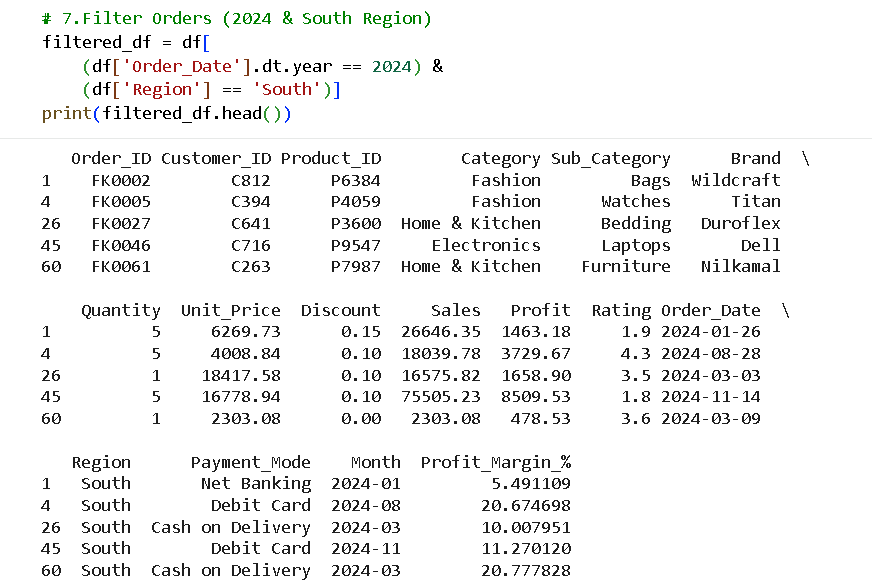 # 7.Filter Orders (2024 & South Region)
filtered_df = df[
    (df['Order_Date'].dt.year == 2024) &
    (df['Region'] == 'South')]
print(filtered_df.head())
   Order_ID Customer_ID Product_ID        Category Sub_Category      Brand  \
1    FK0002        C812      P6384         Fashion         Bags  Wildcraft
4    FK0005        C394      P4059         Fashion      Watches      Titan
26   FK0027        C641      P3600  Home & Kitchen      Bedding   Duroflex
45   FK0046        C716      P9547     Electronics      Laptops       Dell
60   FK0061        C263      P7987  Home & Kitchen    Furniture   Nilkamal
    Quantity  Unit_Price  Discount     Sales   Profit  Rating Order_Date  \
1          5     6269.73      0.15  26646.35  1463.18     1.9 2024-01-26
4          5     4008.84      0.10  18039.78  3729.67     4.3 2024-08-28
26         1    18417.58      0.10  16575.82  1658.90     3.5 2024-03-03
45         5    16778.94      0.10  75505.23  8509.53     1.8 2024-11-14
60         1     2303.08      0.00   2303.08   478.53     3.6 2024-03-09
   Region      Payment_Mode    Month  Profit_Margin_%
1   South       Net Banking  2024-01         5.491109
4   South        Debit Card  2024-08        20.674698
26  South  Cash on Delivery  2024-03        10.007951
45  South        Debit Card  2024-11        11.270120
60  South  Cash on Delivery  2024-03        20.777828